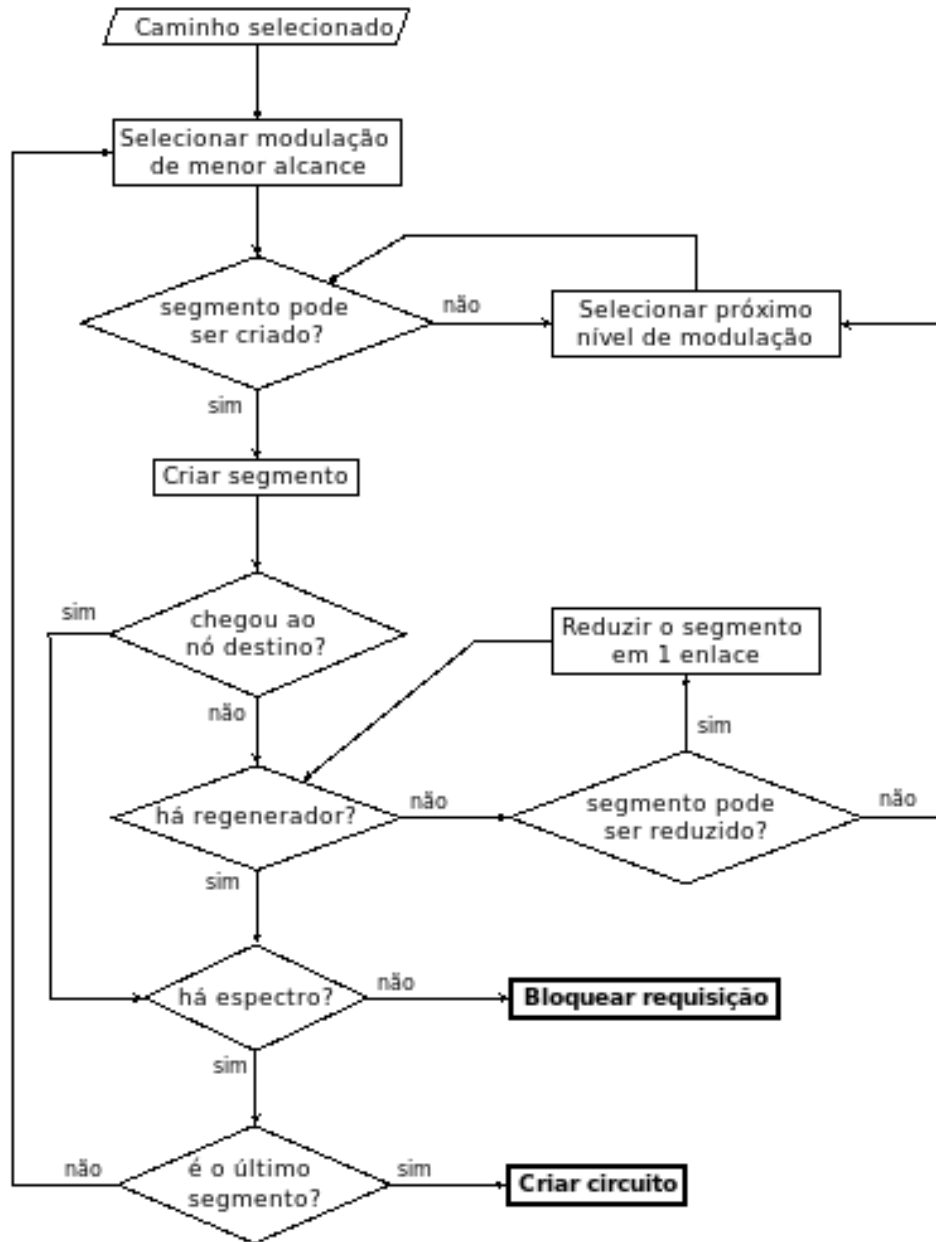 Caminho selecionado
Selecionar modulação
de menor alcance
segmento pode
ser criado?
não
Selecionar próximo
nível de modulação
sim
Criar segmento
chegou ao
nó destino?
sim
não
Reduzir o segmento
em 1 enlace
sim
há regenerador?
não
segmento pode
ser reduzido?
não
sim
há espectro?
não
Bloquear requisição
sim
é o último
segmento?
não
sim
Criar circuito